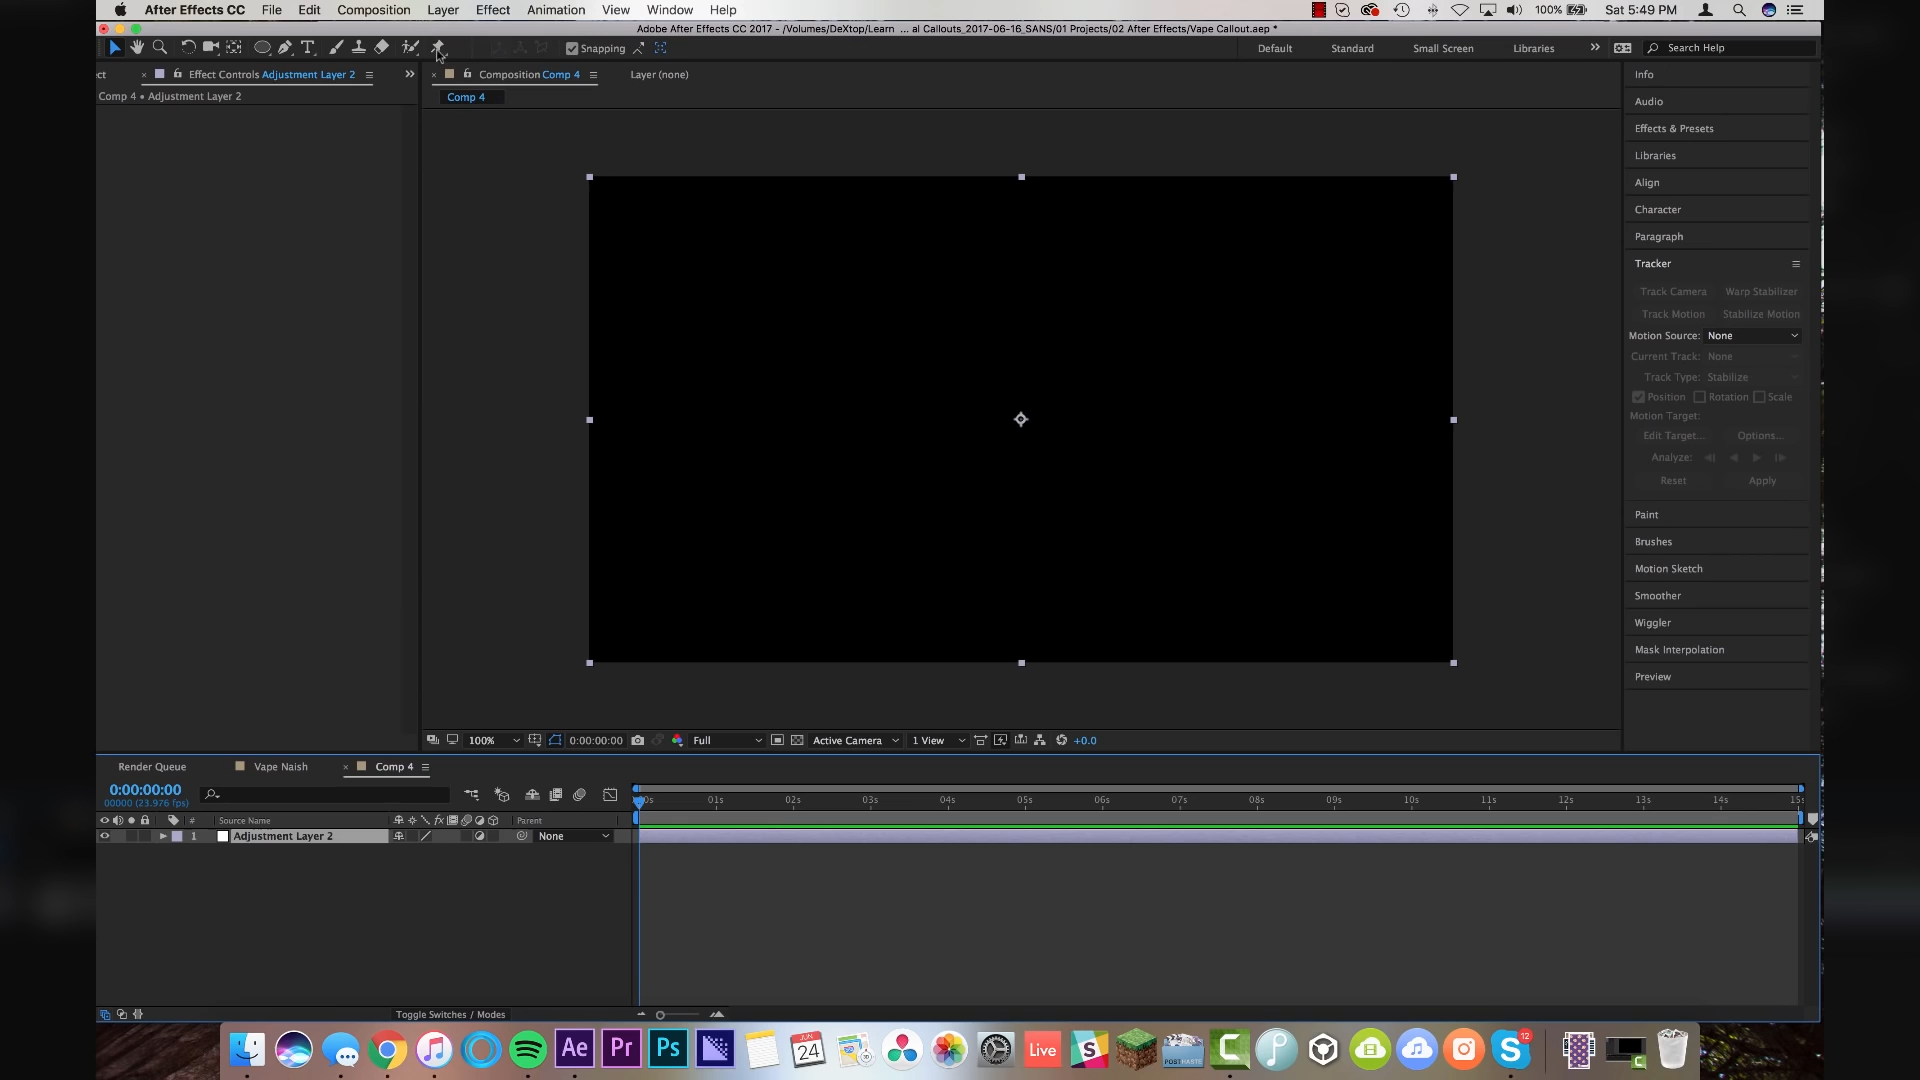 After Effects CC File Edit Composition Layer Effect Animation View Window Help 100% Sat 5:49 PM
Adobe After Effects CC 2017 - /Volumes/DeXtop/Learn ... al Callouts_2017-06-16_SANS/01 Projects/02 After Effects/Vape Callout.aep *
Snapping Default Standard Small Screen Libraries Search Help
ct Effect Controls Adjustment Layer 2 Composition Comp 4 Layer (none)
Comp 4 • Adjustment Layer 2
Comp 4
Info
Audio
Effects & Presets
Libraries
Align
Character
Paragraph
Tracker
Track Camera Warp Stabilizer
Track Motion Stabilize Motion
Motion Source: None
Current Track: None
Track Type: Stabilize
Position Rotation Scale
Motion Target:
Edit Target... Options...
Analyze:
Reset Apply
Paint
Brushes
Motion Sketch
Smoother
Wiggler
Mask Interpolation
Preview
100% 0:00:00:00 Full Active Camera 1 View +0.0
Render Queue Vape Naish Comp 4
0:00:00:00
00000 (23.976 fps)
0s 01s 02s 03s 04s 05s 06s 07s 08s 09s 10s 11s 12s 13s 14s 15s
# Source Name Parent
1 Adjustment Layer 2 None
Toggle Switches / Modes
Ae Pr Ps JUN 24 Live POSTHASTE 12